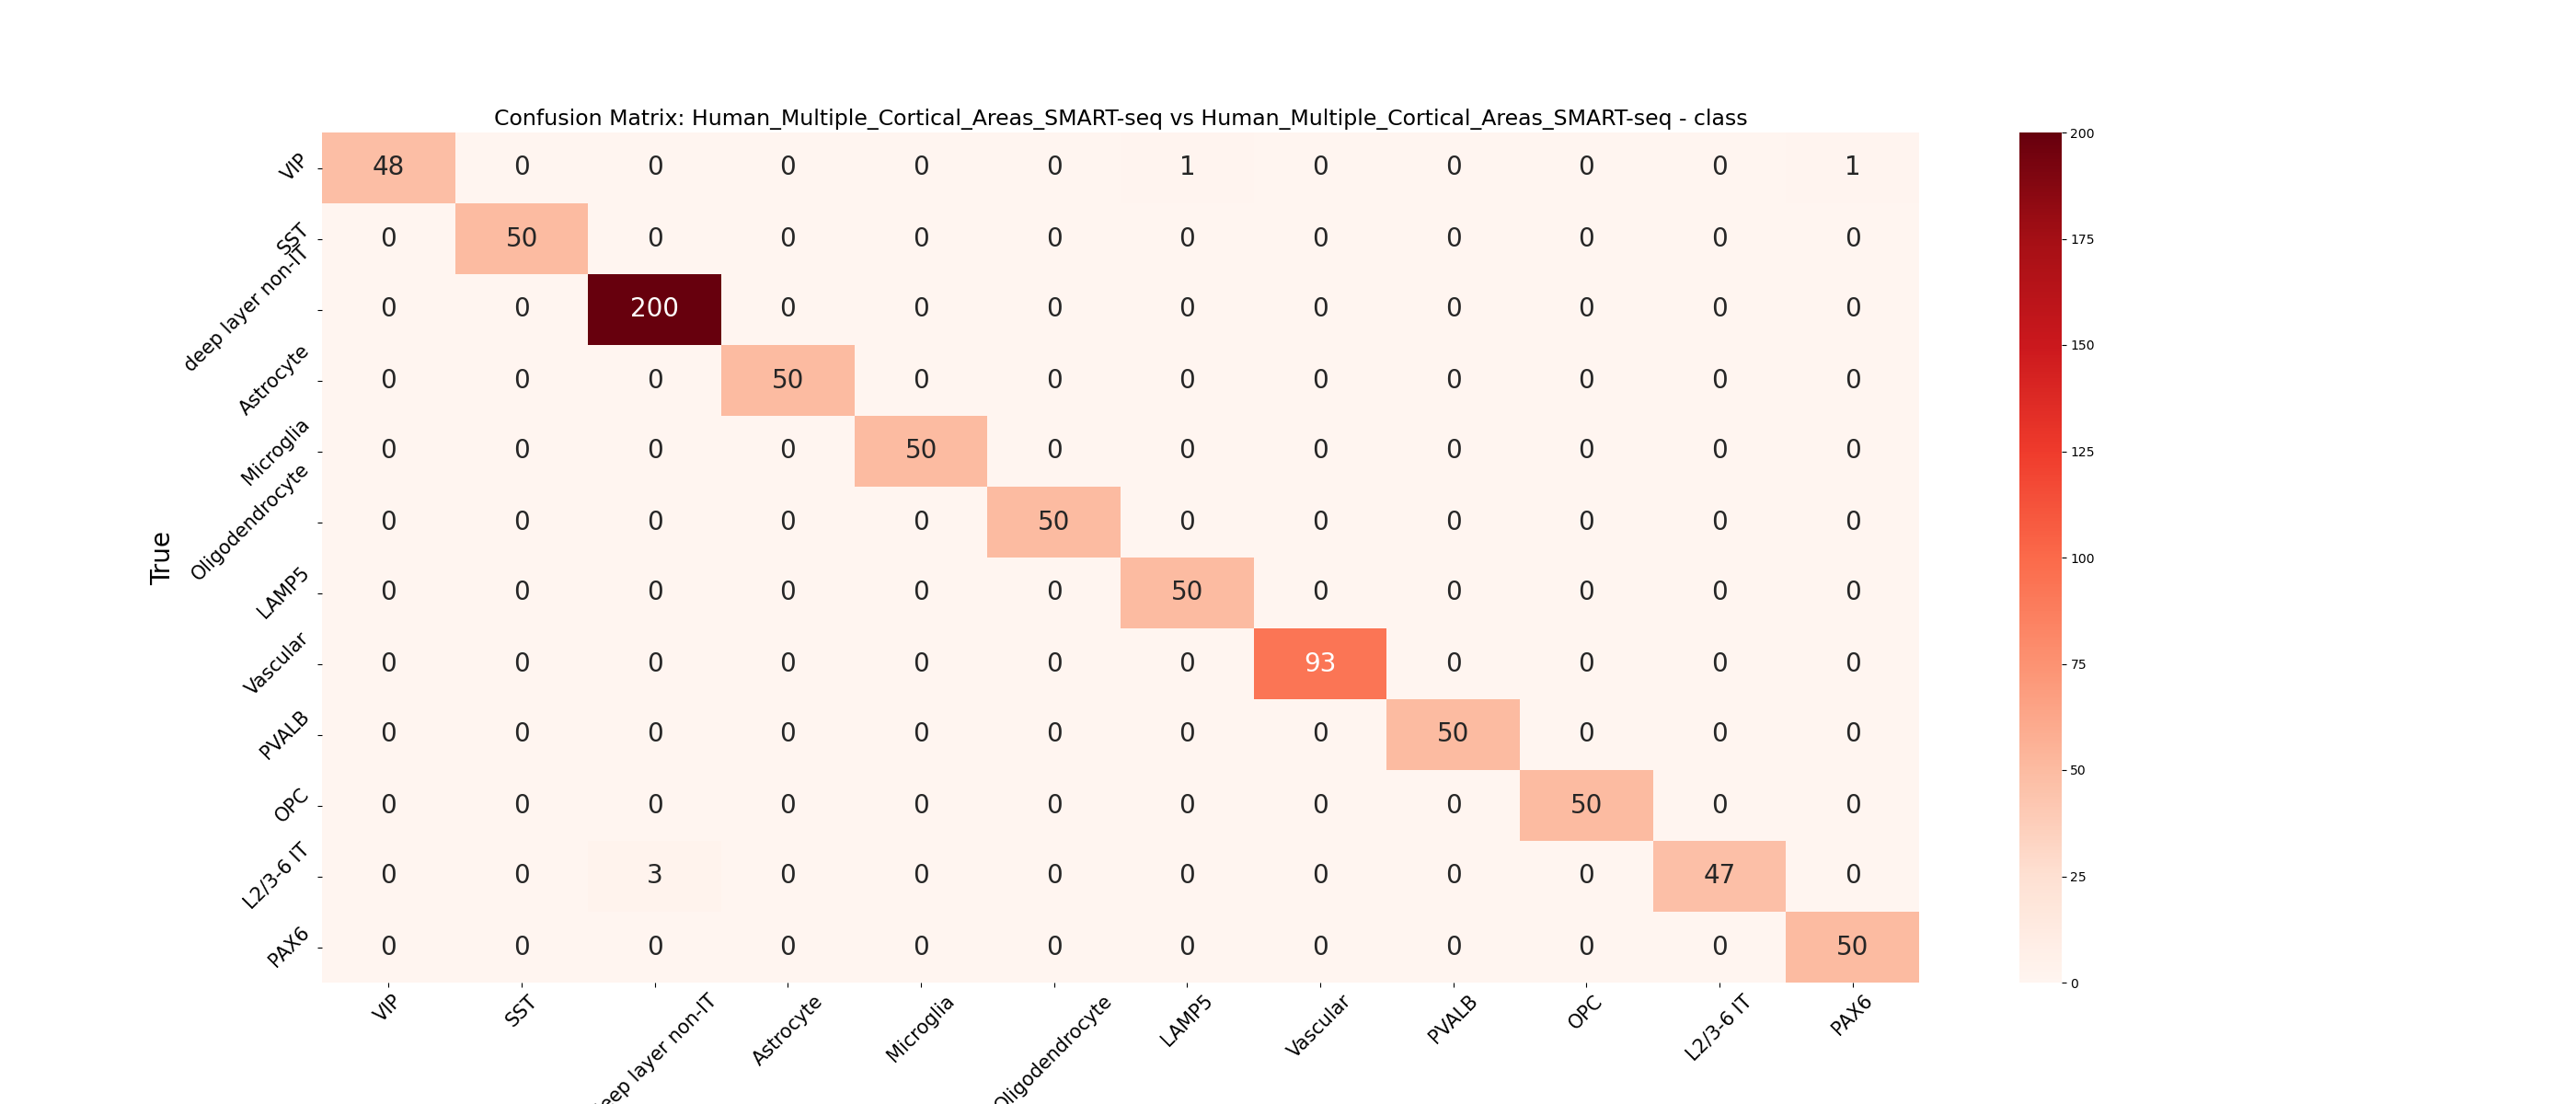 Confusion Matrix: Human_Multiple_Cortical_Areas_SMART-seq vs Human_Multiple_Cortical_Areas_SMART-seq - class
True
VIP 48 0 0 0 0 0 1 0 0 0 0 1
SST 0 50 0 0 0 0 0 0 0 0 0 0
deep layer non-IT 0 0 200 0 0 0 0 0 0 0 0 0
Astrocyte 0 0 0 50 0 0 0 0 0 0 0 0
Microglia 0 0 0 0 50 0 0 0 0 0 0 0
Oligodendrocyte 0 0 0 0 0 50 0 0 0 0 0 0
LAMP5 0 0 0 0 0 0 50 0 0 0 0 0
Vascular 0 0 0 0 0 0 0 93 0 0 0 0
PVALB 0 0 0 0 0 0 0 0 50 0 0 0
OPC 0 0 0 0 0 0 0 0 0 50 0 0
L2/3-6 IT 0 0 3 0 0 0 0 0 0 0 47 0
PAX6 0 0 0 0 0 0 0 0 0 0 0 50
VIP SST eep layer non-IT Astrocyte Microglia Oligodendrocyte LAMP5 Vascular PVALB OPC L2/3-6 IT PAX6
200
175
150
125
100
75
50
25
0